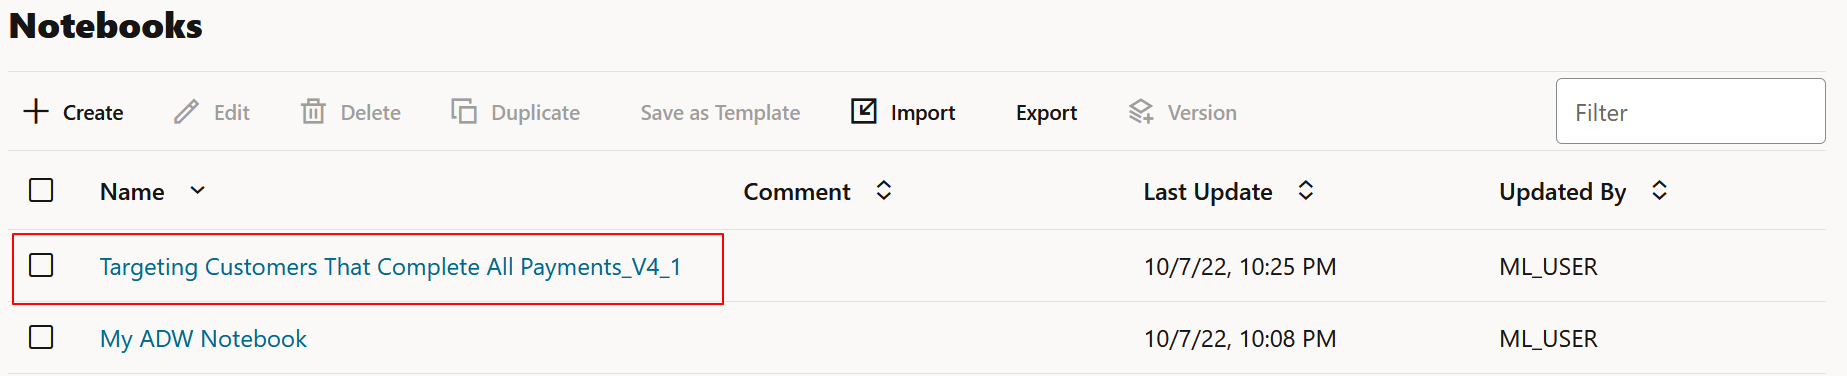 Notebooks
Create Edit Delete Duplicate Save as Template Import Export Version Filter
Name Comment Last Update Updated By
Targeting Customers That Complete All Payments_V4_1 10/7/22, 10:25 PM ML_USER
My ADW Notebook 10/7/22, 10:08 PM ML_USER